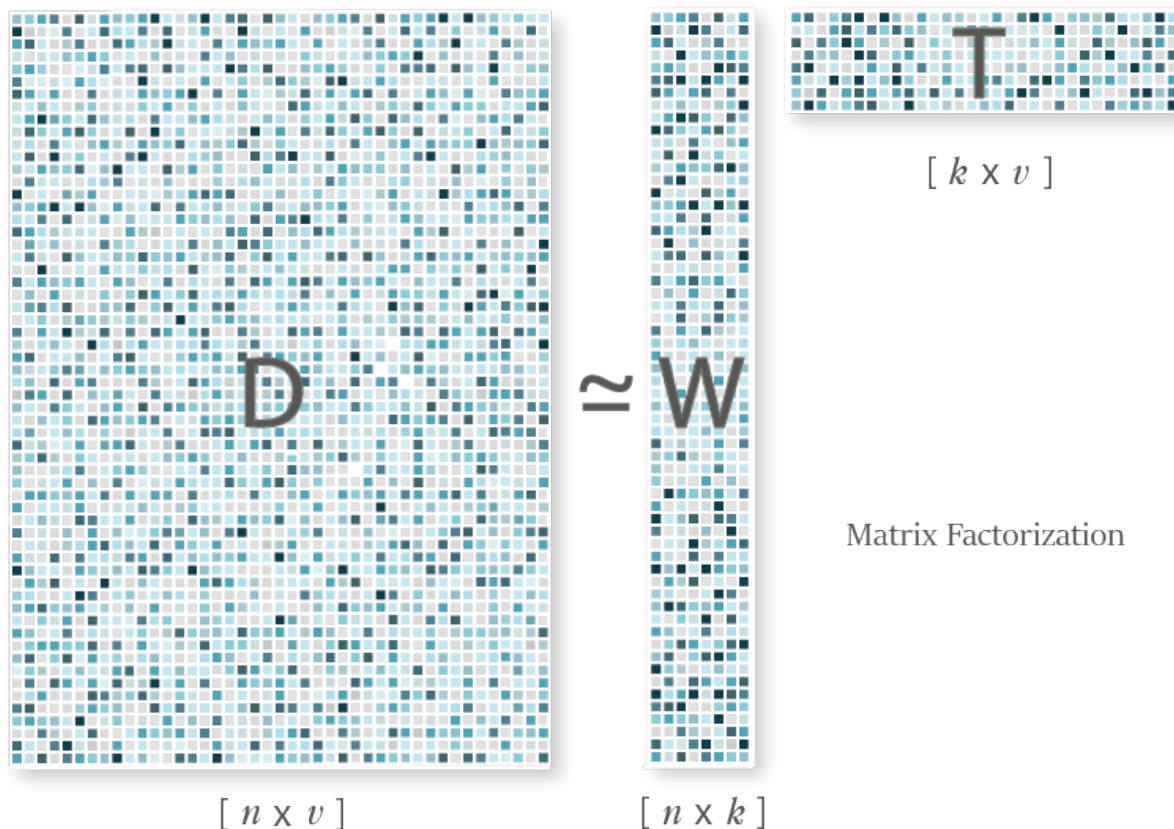 D
≃
W
T
[ k x v ]
Matrix Factorization
[ n x v ]
[ n x k ]